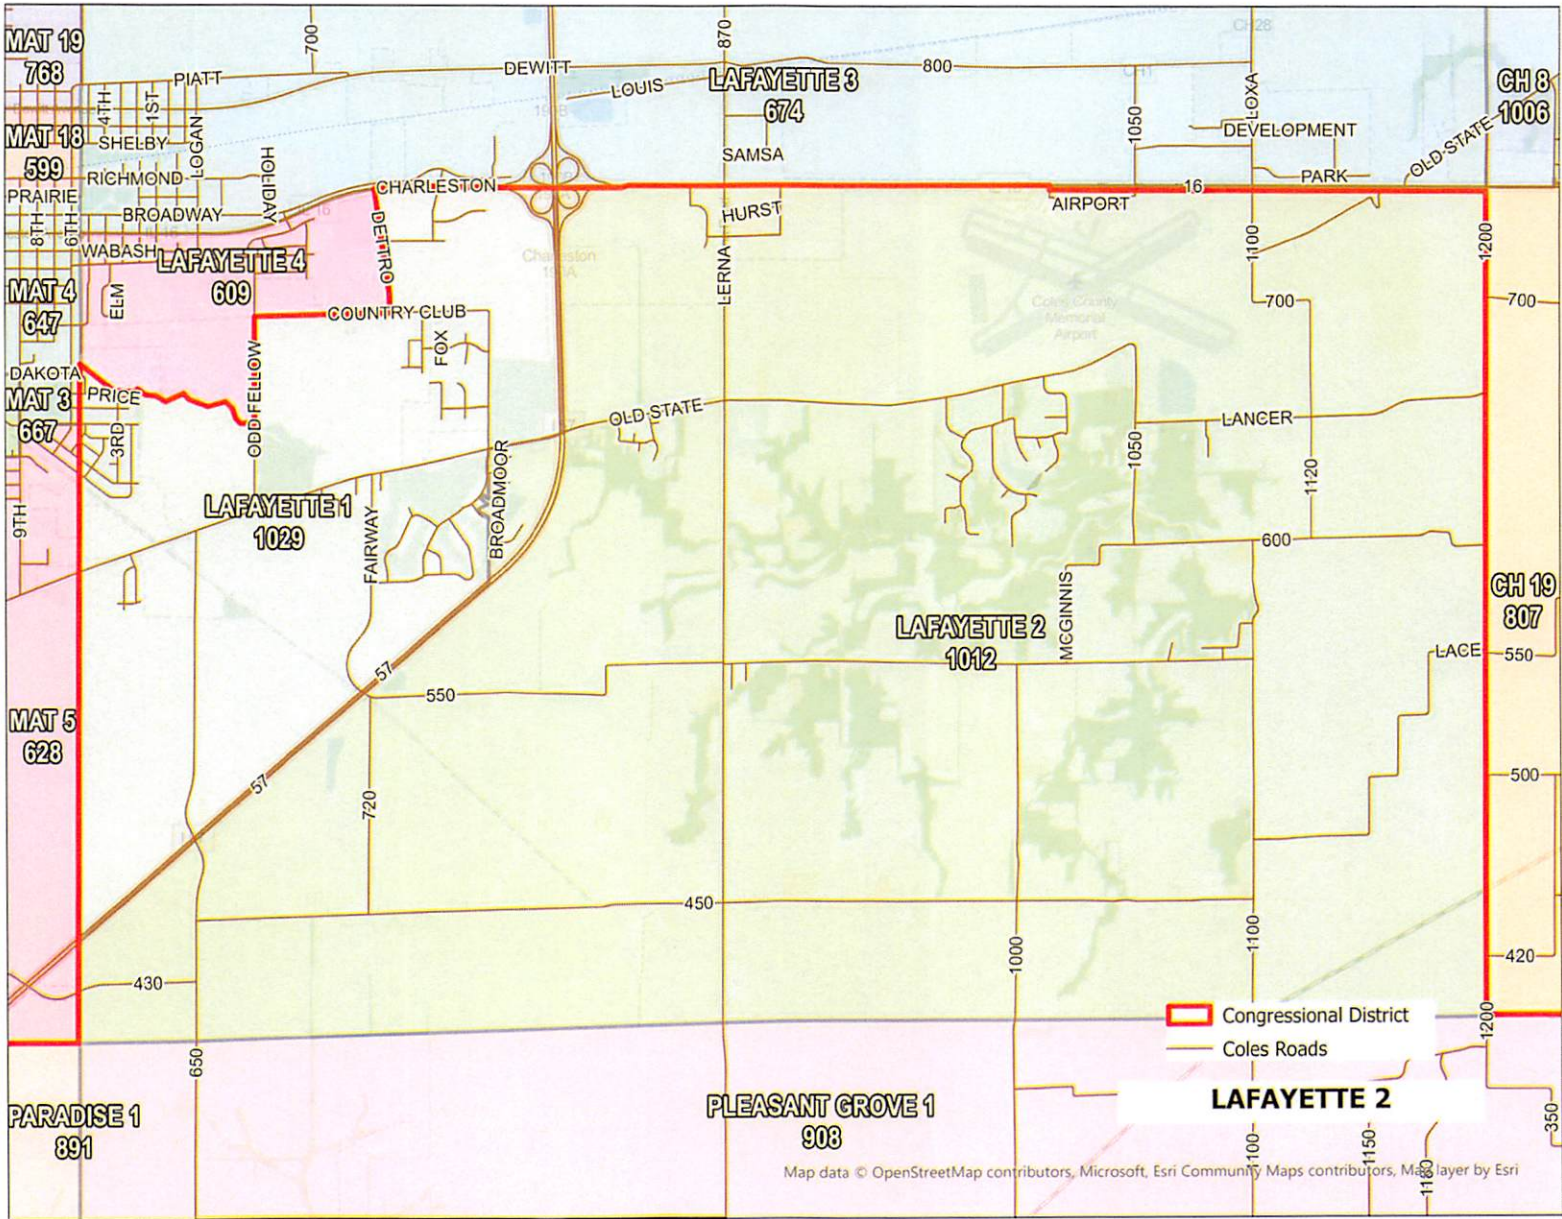 MAT 19
768
700
870
CH28
PIATT
DEWITT
800
LOUIS
LAFAYETTE 3
674
CH 8
1006
4TH
1ST
LOGAN
190B
1050
LOXA
MAT 18
599
SHELBY
SAMSA
DEVELOPMENT
OLD STATE
RICHMOND
HOLIDAY
CHARLESTON
PARK
16
PRAIRIE
8TH
6TH
BROADWAY
DETTRO
HURST
AIRPORT
WABASH
LAFAYETTE 4
609
Charleston
190A
LERNA
1100
1200
MAT 4
647
ELM
COUNTRY CLUB
Coles County
Memorial
Airport
700
700
DAKOTA
PRICE
ODD FELLOW
FOX
MAT 3
667
3RD
OLD STATE
LANCER
BROADMOOR
1050
1120
9TH
LAFAYETTE 1
1029
FAIRWAY
600
MCGINNIS
CH 19
807
LAFAYETTE 2
1012
57
LACE
550
550
MAT 5
628
57
720
500
450
1000
1100
420
430
1200
Congressional District
650
Coles Roads
PARADISE 1
891
PLEASANT GROVE 1
908
LAFAYETTE 2
1100
1150
1180
350
Map data © OpenStreetMap contributors, Microsoft, Esri Community Maps contributors, Map layer by Esri